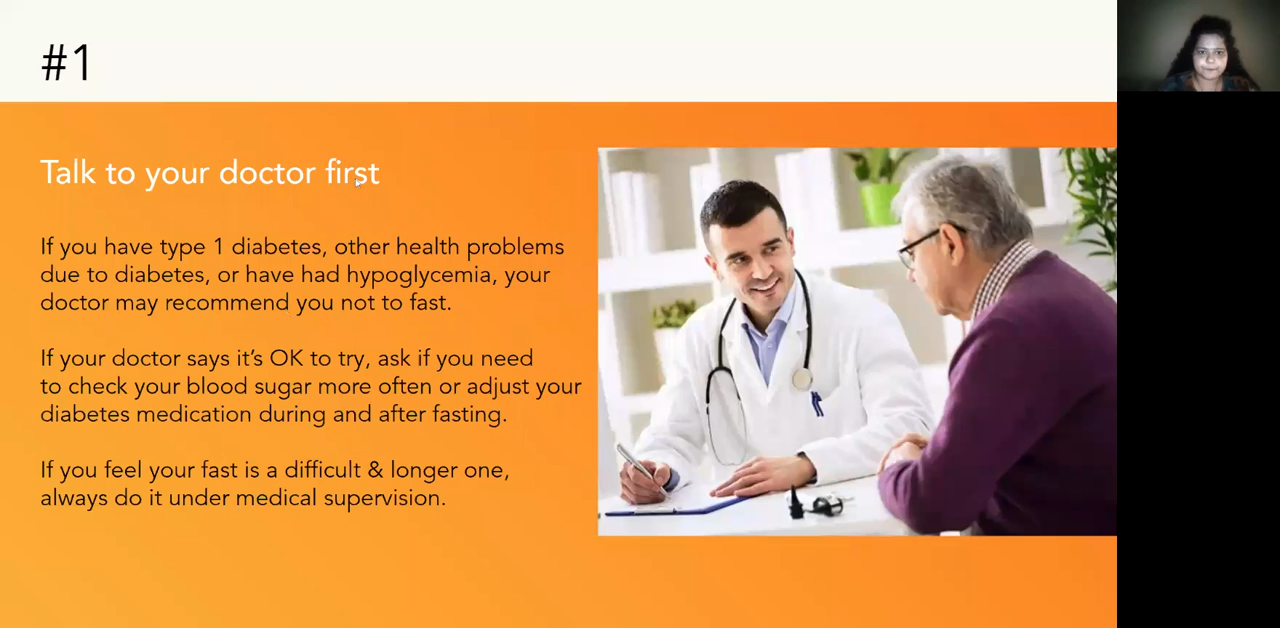 #1
Talk to your doctor first
If you have type 1 diabetes, other health problems
due to diabetes, or have had hypoglycemia, your
doctor may recommend you not to fast.
If your doctor says it’s OK to try, ask if you need
to check your blood sugar more often or adjust your
diabetes medication during and after fasting.
If you feel your fast is a difficult & longer one,
always do it under medical supervision.